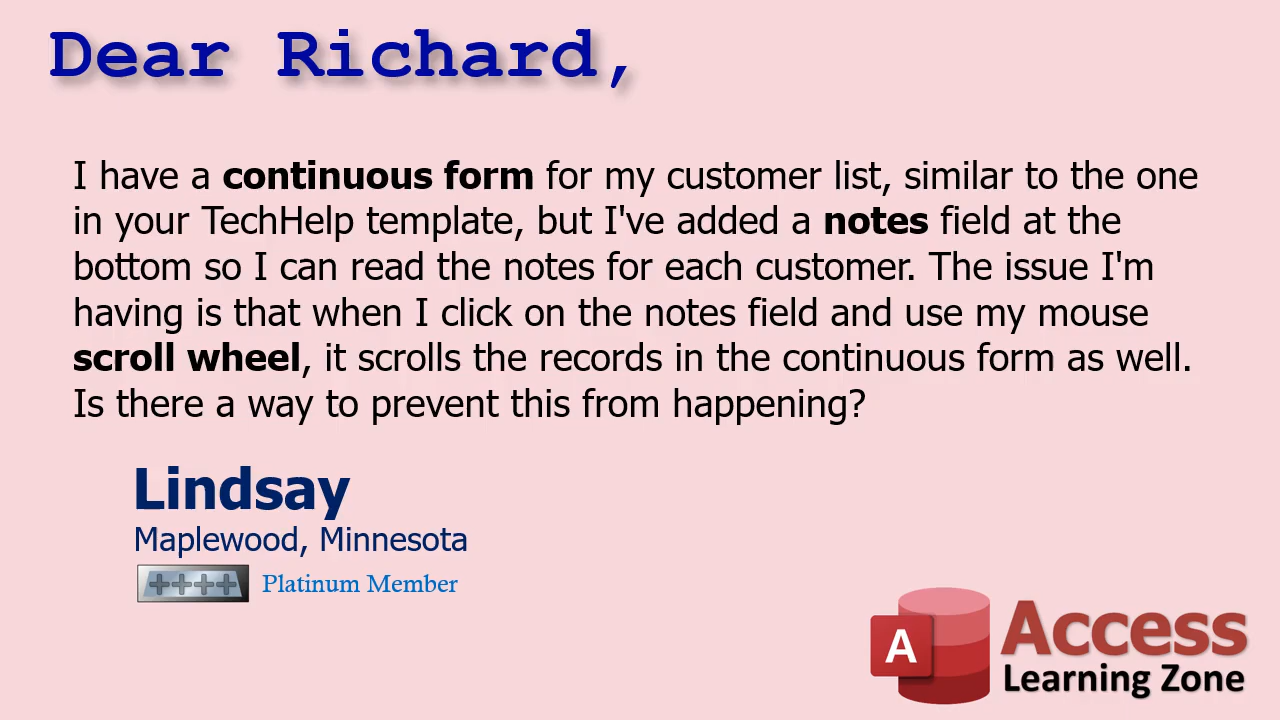 Dear Richard,
I have a continuous form for my customer list, similar to the one
in your TechHelp template, but I've added a notes field at the
bottom so I can read the notes for each customer. The issue I'm
having is that when I click on the notes field and use my mouse
scroll wheel, it scrolls the records in the continuous form as well.
Is there a way to prevent this from happening?
Lindsay
Maplewood, Minnesota
++++ Platinum Member
A Access
Learning Zone